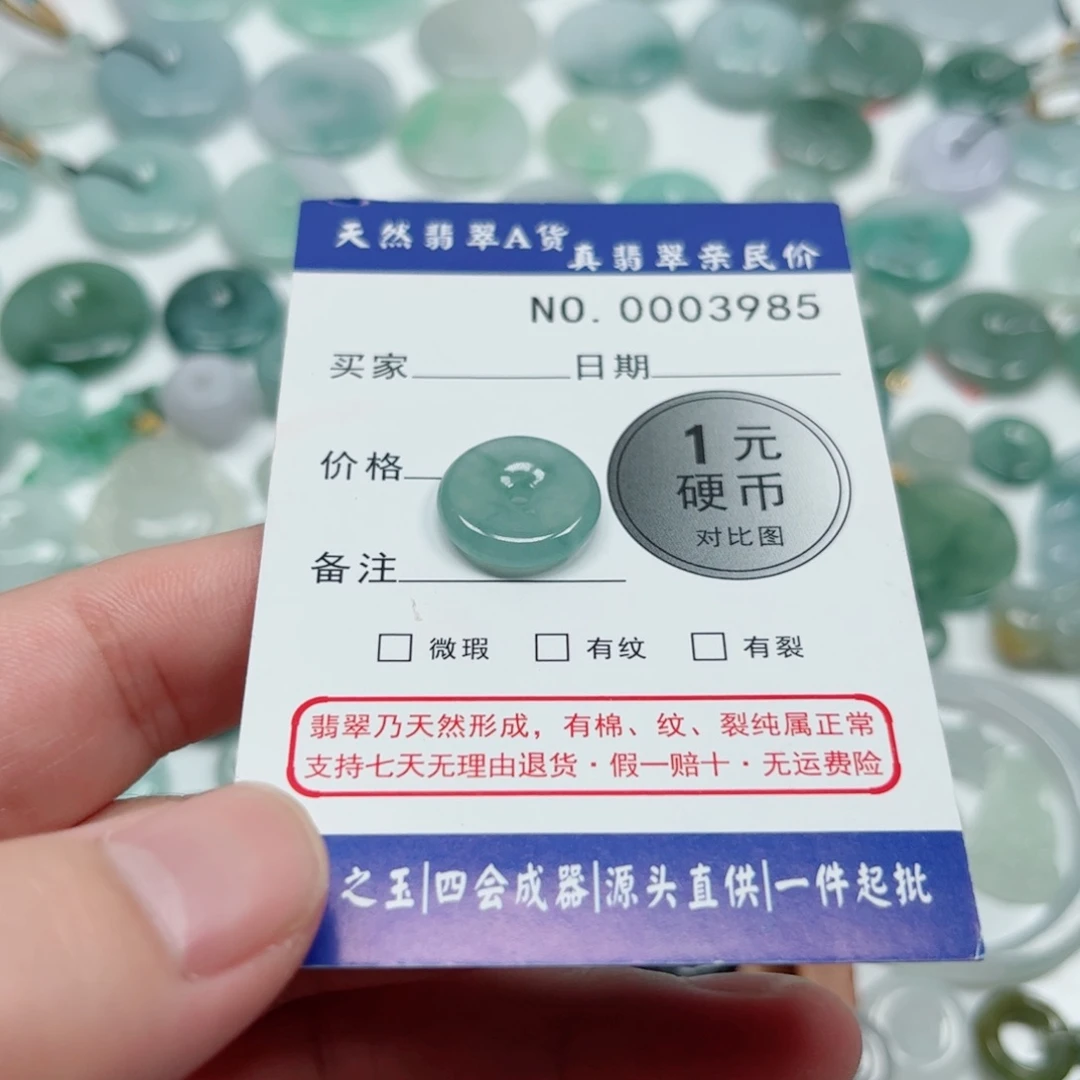 天然翡翠A货
真翡翠亲民价
NO. 0003985
买家 日期
价格
1元
硬币
对比图
备注
微瑕 有纹 有裂
翡翠乃天然形成，有棉、纹、裂纯属正常
支持七天无理由退货·假一赔十·无运费险
之玉|四会成器|源头直供|一件起批